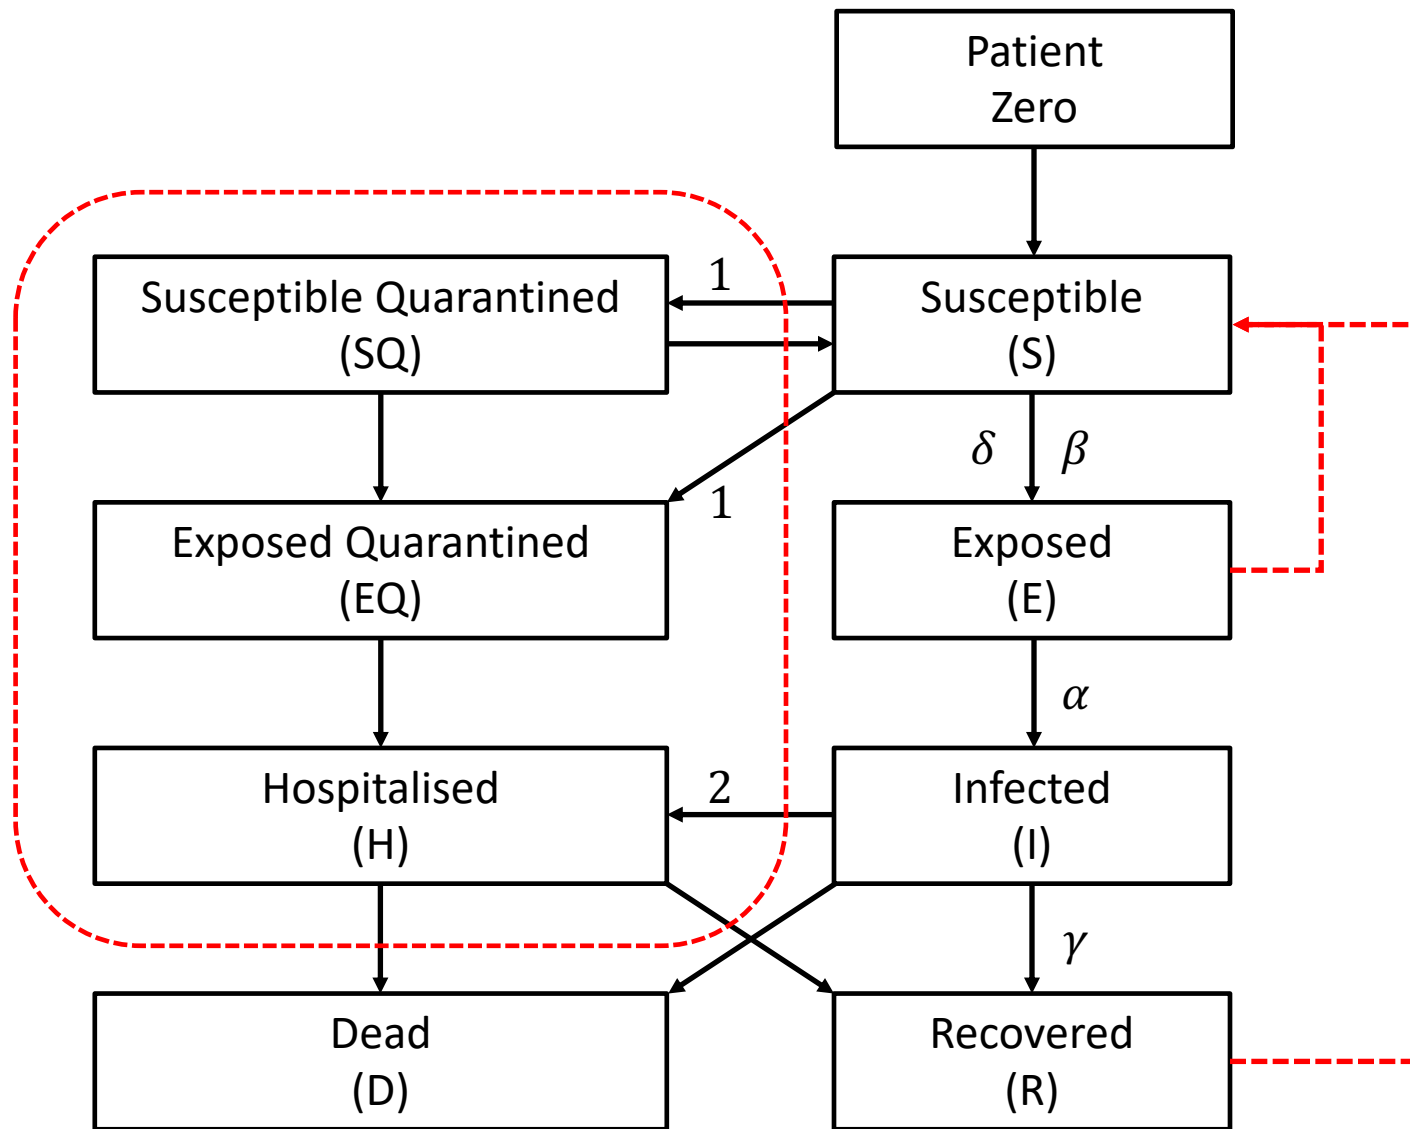 Patient
Zero
Susceptible Quarantined
(SQ)
1
Susceptible
(S)
δ
β
Exposed Quarantined
(EQ)
1
Exposed
(E)
α
Hospitalised
(H)
2
Infected
(I)
γ
Dead
(D)
Recovered
(R)